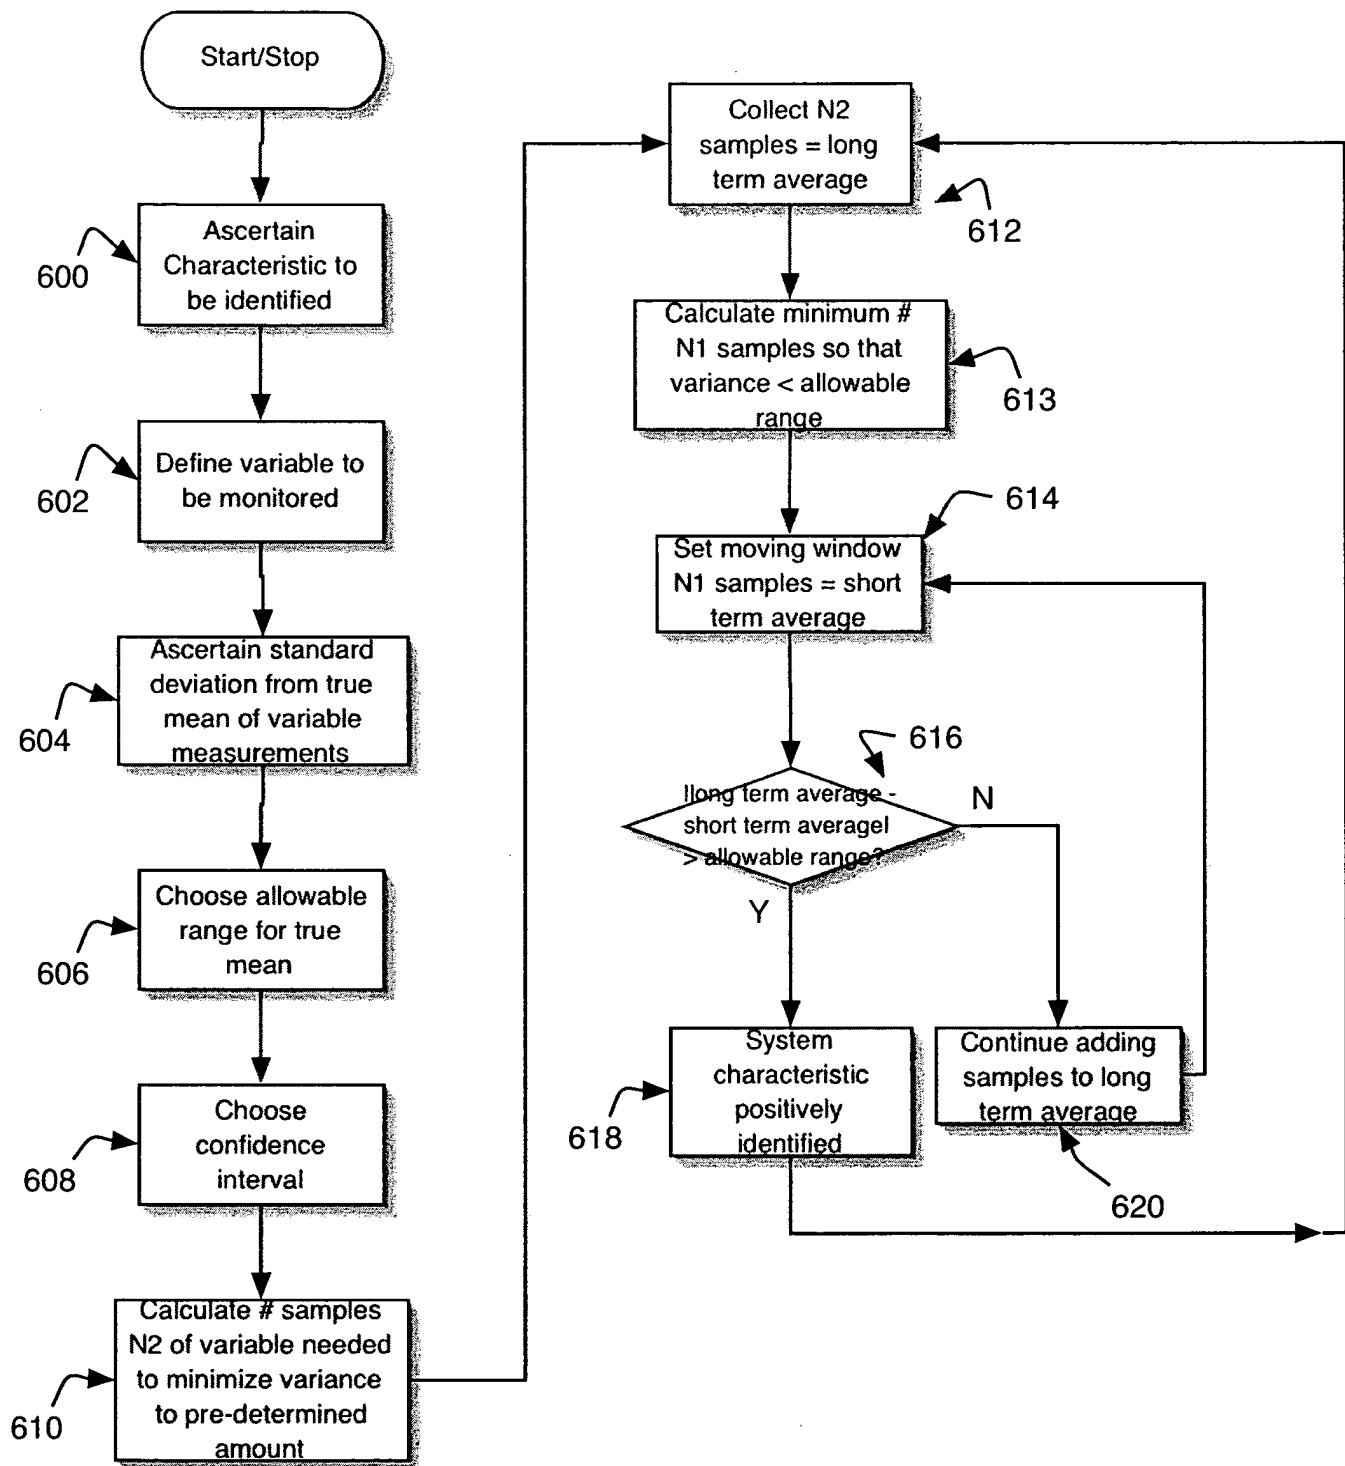 Start/Stop
Ascertain
Characteristic to
be identified
600
Define variable to
be monitored
602
Ascertain standard
deviation from true
mean of variable
measurements
604
Choose allowable
range for true
mean
606
Choose
confidence
interval
608
Calculate # samples
N2 of variable needed
to minimize variance
to pre-determined
amount
610
Collect N2
samples = long
term average
612
Calculate minimum #
N1 samples so that
variance < allowable
range
613
614
Set moving window
N1 samples = short
term average
616
|long term average -
short term average|
> allowable range?
N
Y
System
characteristic
positively
identified
618
Continue adding
samples to long
term average
620